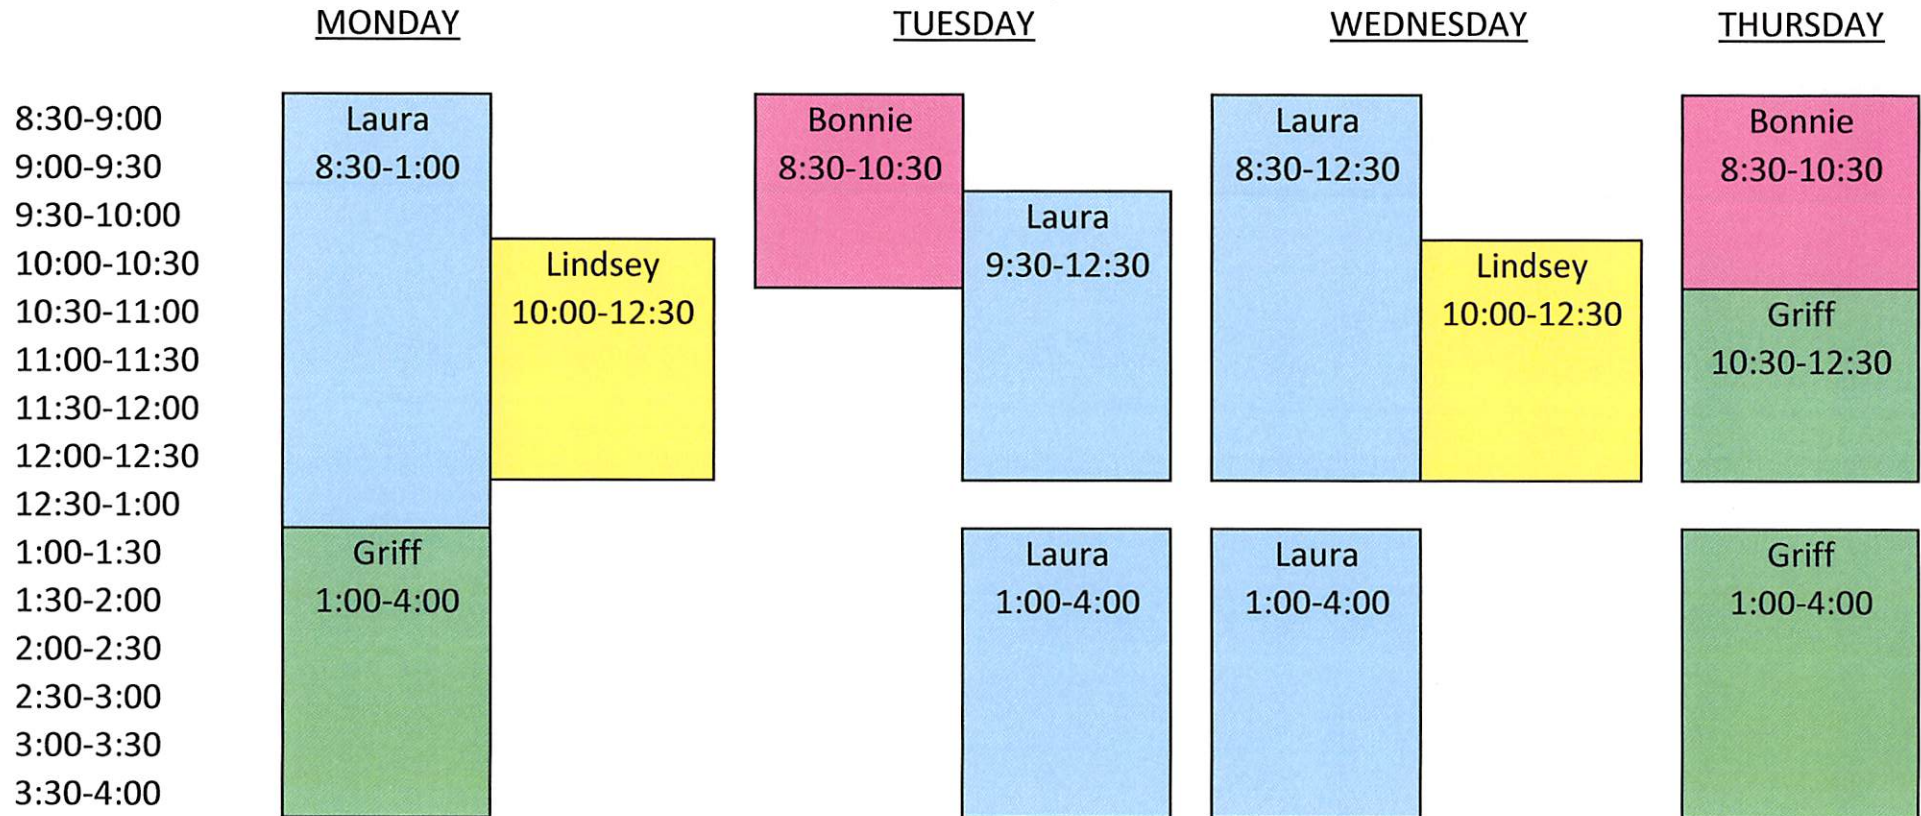 MONDAY
TUESDAY
WEDNESDAY
THURSDAY
8:30-9:00
9:00-9:30
9:30-10:00
10:00-10:30
10:30-11:00
11:00-11:30
11:30-12:00
12:00-12:30
12:30-1:00
1:00-1:30
1:30-2:00
2:00-2:30
2:30-3:00
3:00-3:30
3:30-4:00
Laura
8:30-1:00
Griff
1:00-4:00
Lindsey
10:00-12:30
Bonnie
8:30-10:30
Laura
9:30-12:30
Laura
1:00-4:00
Laura
8:30-12:30
Laura
1:00-4:00
Lindsey
10:00-12:30
Bonnie
8:30-10:30
Griff
10:30-12:30
Griff
1:00-4:00